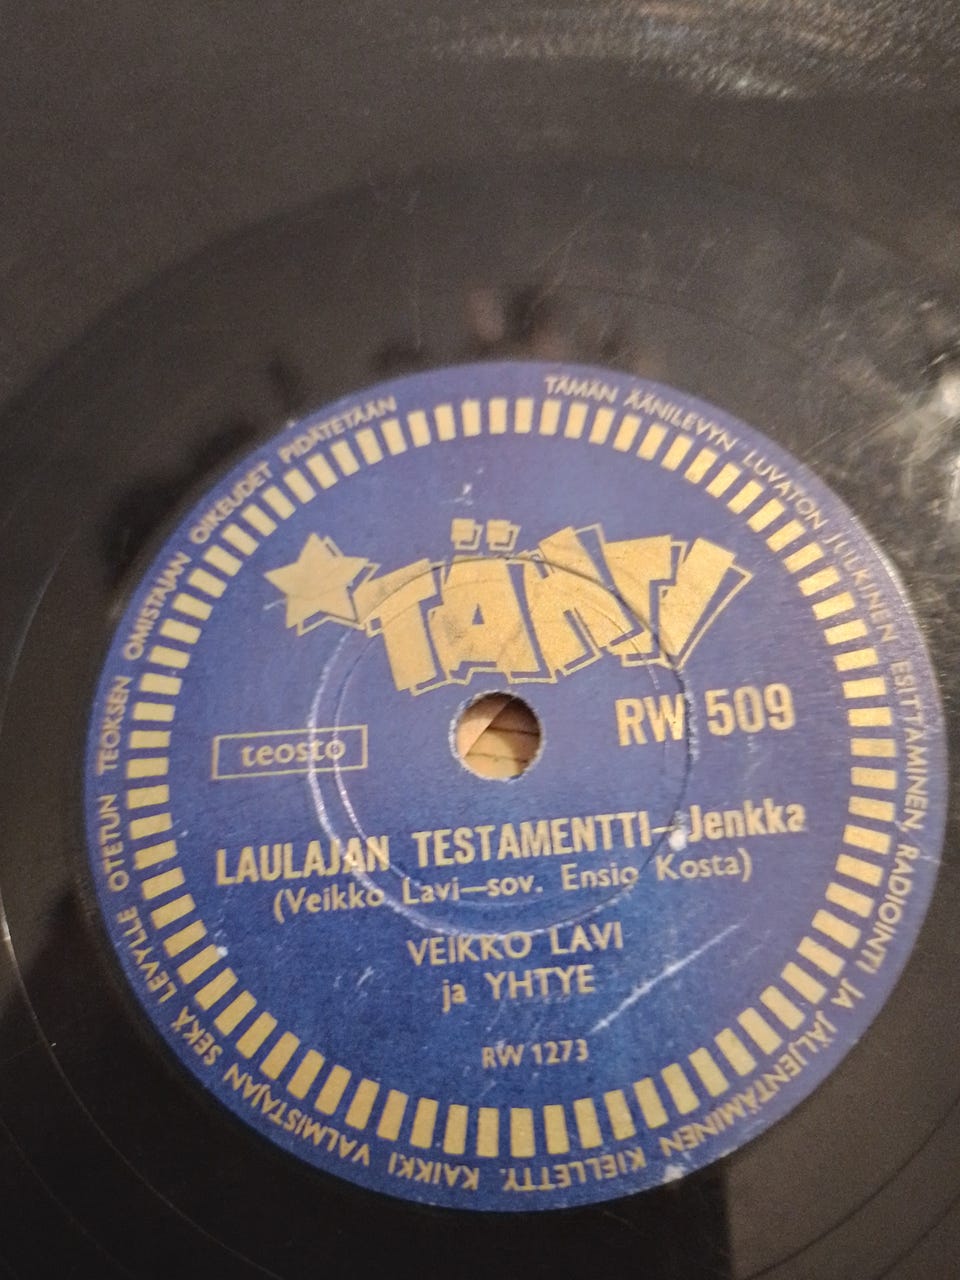 TÄMÄN ÄÄNILEVYN LUVATON JULKINEN ESITTÄMINEN, RADIOINTI JA JÄLJENTÄMINEN KIELLETTY. KAIKKI VALMISTAJAN SEKÄ LEVYLLE OTETUN TEOKSEN OMISTAJAN OIKEUDET PIDÄTETÄÄN
TÄHTI
RW 509
teosto
LAULAJAN TESTAMENTTI—Jenkka
(Veikko Lavi—sov. Ensio Kosta)
VEIKKO LAVI
ja YHTYE
RW 1273